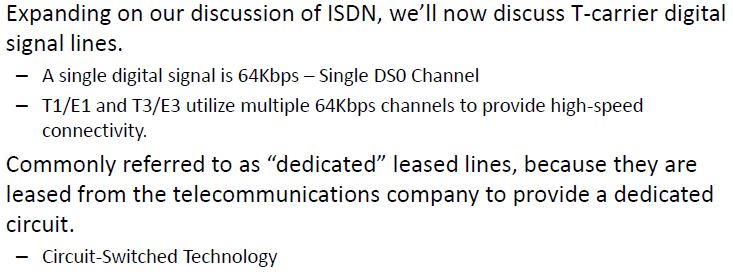 Expanding on our discussion of ISDN, we’ll now discuss T-carrier digital
signal lines.
– A single digital signal is 64Kbps – Single DS0 Channel
– T1/E1 and T3/E3 utilize multiple 64Kbps channels to provide high-speed
connectivity.
Commonly referred to as “dedicated” leased lines, because they are
leased from the telecommunications company to provide a dedicated
circuit.
– Circuit-Switched Technology